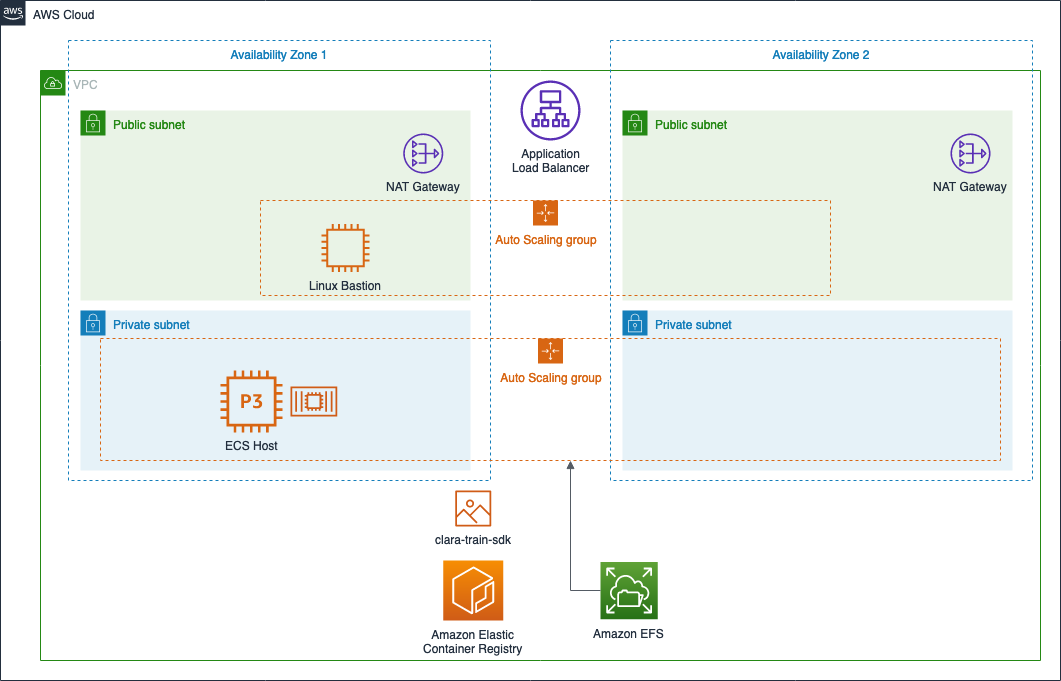 aws
AWS Cloud
Availability Zone 1
Availability Zone 2
VPC
Public subnet
Public subnet
NAT Gateway
Application
Load Balancer
NAT Gateway
Auto Scaling group
Linux Bastion
Private subnet
Private subnet
Auto Scaling group
P3
ECS Host
clara-train-sdk
Amazon Elastic
Container Registry
Amazon EFS